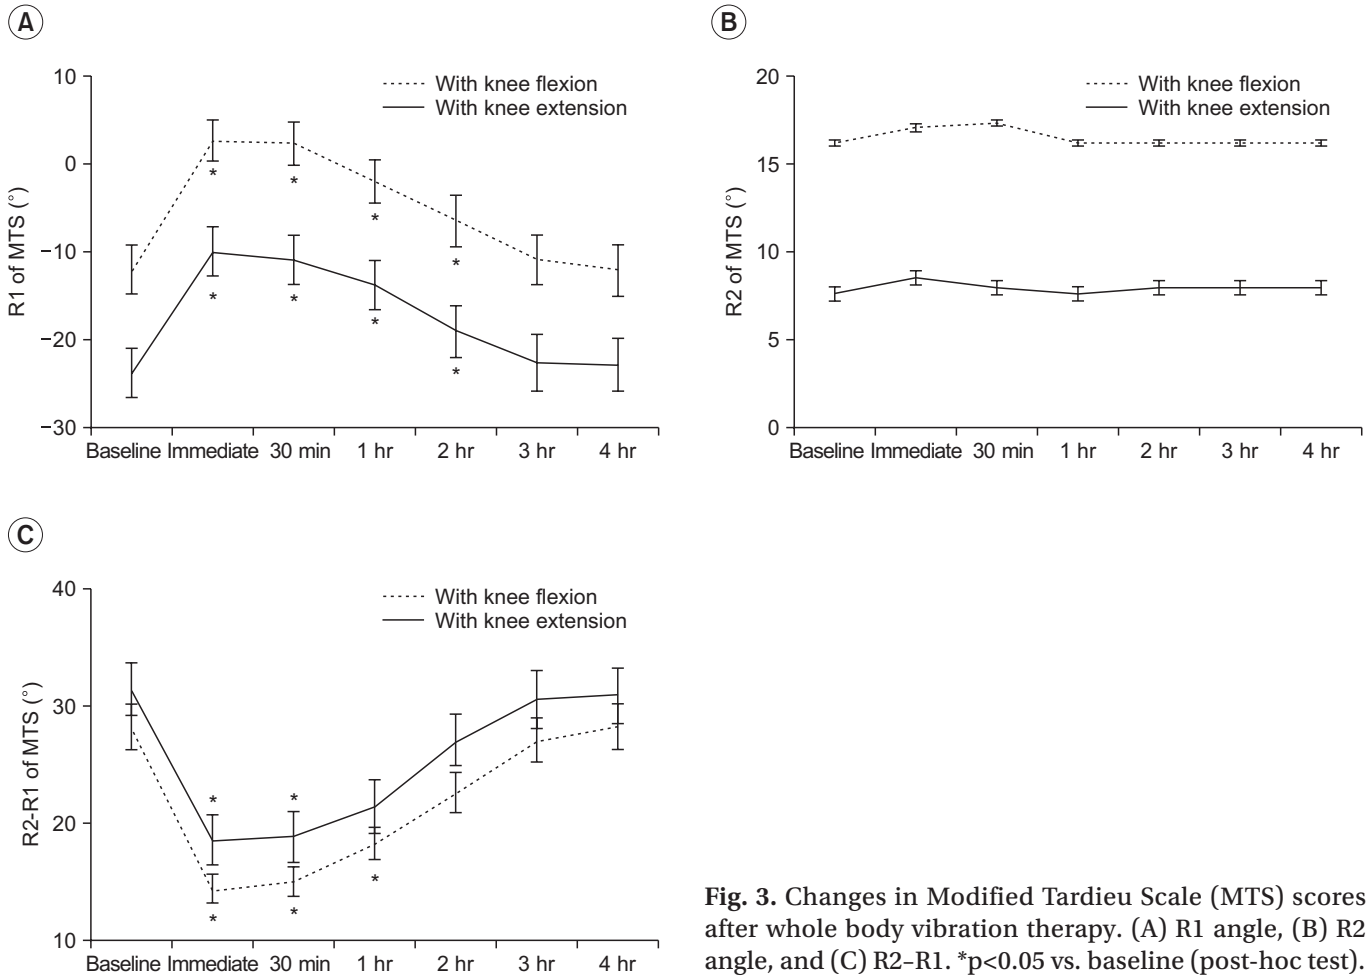 A
10
0
−10
−20
−30
R1 of MTS (°)
With knee flexion
With knee extension
* * * *
* * * *
Baseline Immediate 30 min 1 hr 2 hr 3 hr 4 hr
B
20
15
10
5
0
R2 of MTS (°)
With knee flexion
With knee extension
Baseline Immediate 30 min 1 hr 2 hr 3 hr 4 hr
C
40
30
20
10
R2-R1 of MTS (°)
With knee flexion
With knee extension
* *
* * *
Baseline Immediate 30 min 1 hr 2 hr 3 hr 4 hr
Fig. 3. Changes in Modified Tardieu Scale (MTS) scores
after whole body vibration therapy. (A) R1 angle, (B) R2
angle, and (C) R2–R1. *p<0.05 vs. baseline (post-hoc test).